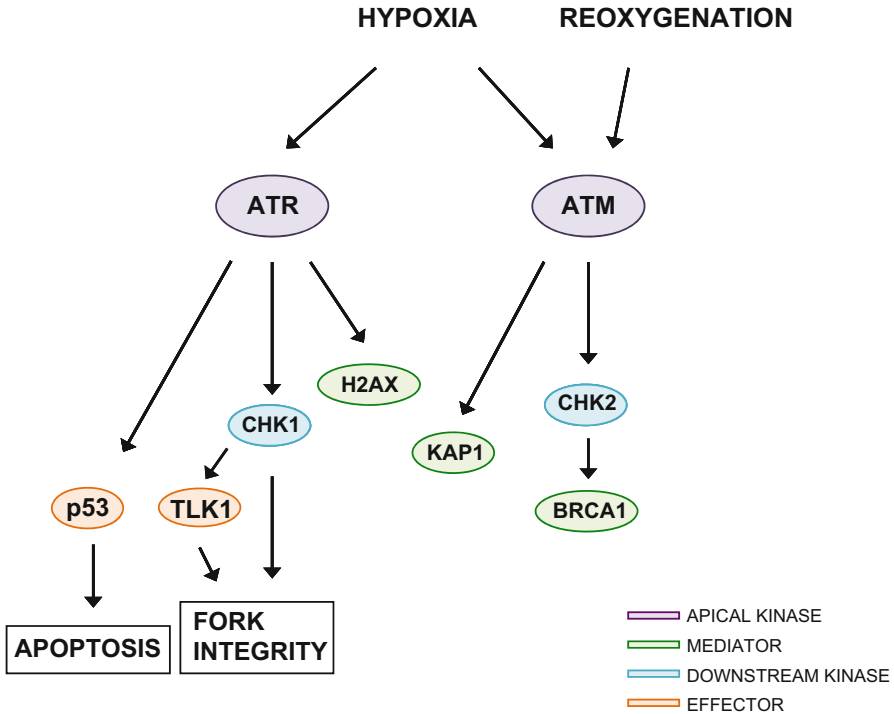 HYPOXIA REOXYGENATION
ATR ATM
H2AX
CHK1
CHK2
KAP1
p53 TLK1
BRCA1
APOPTOSIS
FORK
INTEGRITY
APICAL KINASE
MEDIATOR
DOWNSTREAM KINASE
EFFECTOR